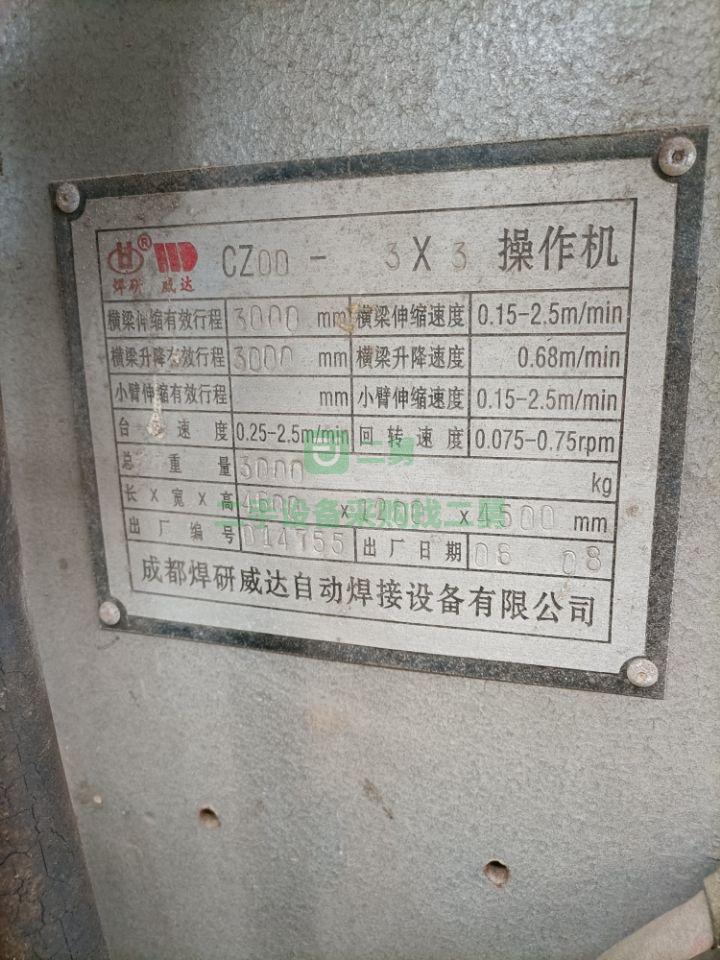 焊研 ® 威达 CZ00 - 3X3 操作机
横梁伸缩有效行程 3000 mm 横梁伸缩速度 0.15-2.5m/min
横梁升降有效行程 3000 mm 横梁升降速度 0.68m/min
小臂伸缩有效行程 mm 小臂伸缩速度 0.15-2.5m/min
台 速度 0.25-2.5m/min 回转速度 0.075-0.75rpm
总重量 3000 kg
二易
长X宽X高 x x 4500 mm
二手设备采购找二易
出厂编号 014755 出厂日期 06 08
成都焊研威达自动焊接设备有限公司